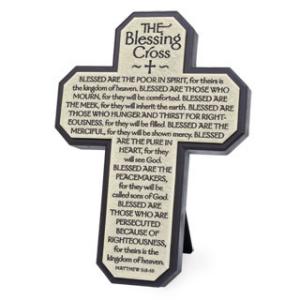 THE
Blessing
Cross
BLESSED ARE THE POOR IN SPIRIT, for theirs is
the kingdom of heaven. BLESSED ARE THOSE WHO
MOURN, for they will be comforted. BLESSED ARE
THE MEEK, for they will inherit the earth. BLESSED ARE
THOSE WHO HUNGER AND THIRST FOR RIGHT-
EOUSNESS, for they will be filled. BLESSED ARE THE
MERCIFUL, for they will be shown mercy. BLESSED
ARE THE PURE IN
HEART, for they
will see God.
BLESSED ARE THE
PEACEMAKERS,
for they will be
called sons of God.
BLESSED ARE
THOSE WHO ARE
PERSECUTED
BECAUSE OF
RIGHTEOUSNESS,
for theirs is the
kingdom of heaven.
MATTHEW 5:3-10